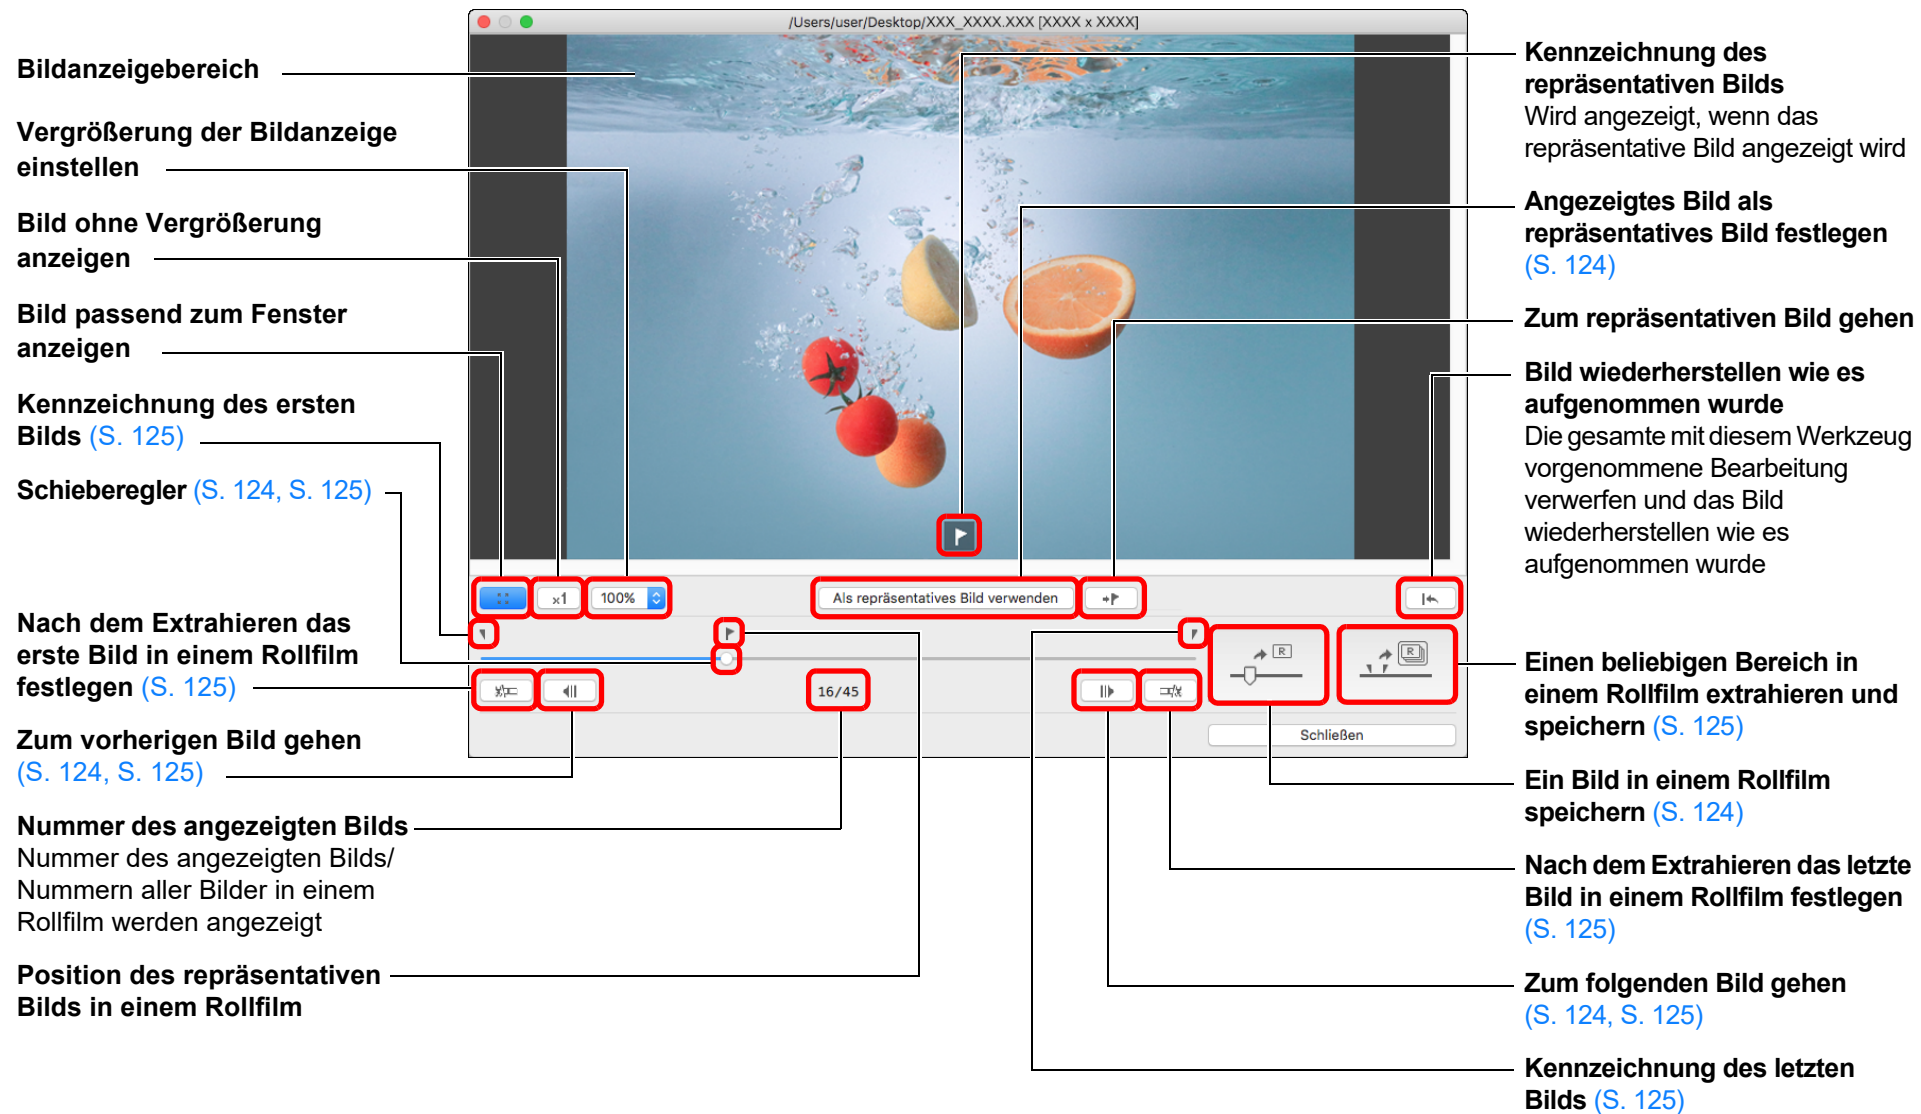 /Users/user/Desktop/XXX_XXXX.XXX [XXXX x XXXX]
Bildanzeigebereich
Vergrößerung der Bildanzeige
einstellen
Bild ohne Vergrößerung
anzeigen
Bild passend zum Fenster
anzeigen
Kennzeichnung des ersten
Bilds (S. 125)
Schieberegler (S. 124, S. 125)
Nach dem Extrahieren das
erste Bild in einem Rollfilm
festlegen (S. 125)
Zum vorherigen Bild gehen
(S. 124, S. 125)
Nummer des angezeigten Bilds
Nummer des angezeigten Bilds/
Nummern aller Bilder in einem
Rollfilm werden angezeigt
Position des repräsentativen
Bilds in einem Rollfilm
x1
100%
Als repräsentatives Bild verwenden
R
R
16/45
Schließen
Kennzeichnung des
repräsentativen Bilds
Wird angezeigt, wenn das
repräsentative Bild angezeigt wird
Angezeigtes Bild als
repräsentatives Bild festlegen
(S. 124)
Zum repräsentativen Bild gehen
Bild wiederherstellen wie es
aufgenommen wurde
Die gesamte mit diesem Werkzeug
vorgenommene Bearbeitung
verwerfen und das Bild
wiederherstellen wie es
aufgenommen wurde
Einen beliebigen Bereich in
einem Rollfilm extrahieren und
speichern (S. 125)
Ein Bild in einem Rollfilm
speichern (S. 124)
Nach dem Extrahieren das letzte
Bild in einem Rollfilm festlegen
(S. 125)
Zum folgenden Bild gehen
(S. 124, S. 125)
Kennzeichnung des letzten
Bilds (S. 125)